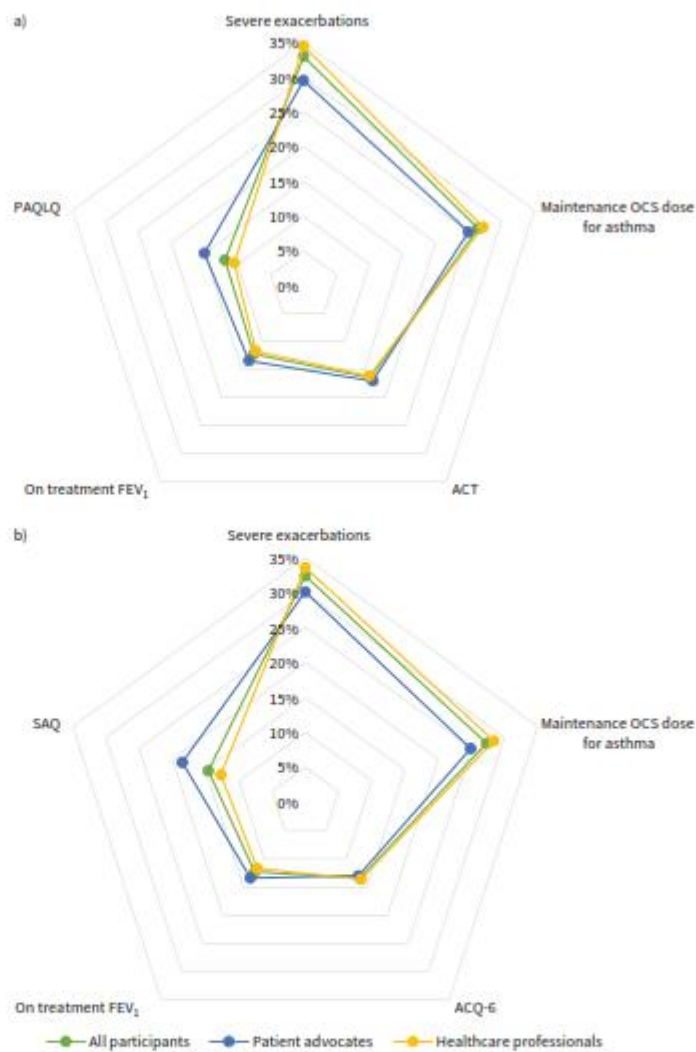 a)
Severe exacerbations
35%
30%
25%
20%
15%
10%
5%
0%
PAQLQ
Maintenance OCS dose
for asthma
On treatment FEV₁
ACT
b)
Severe exacerbations
35%
30%
25%
20%
15%
10%
5%
0%
SAQ
Maintenance OCS dose
for asthma
On treatment FEV₁
ACQ-6
All participants Patient advocates Healthcare professionals